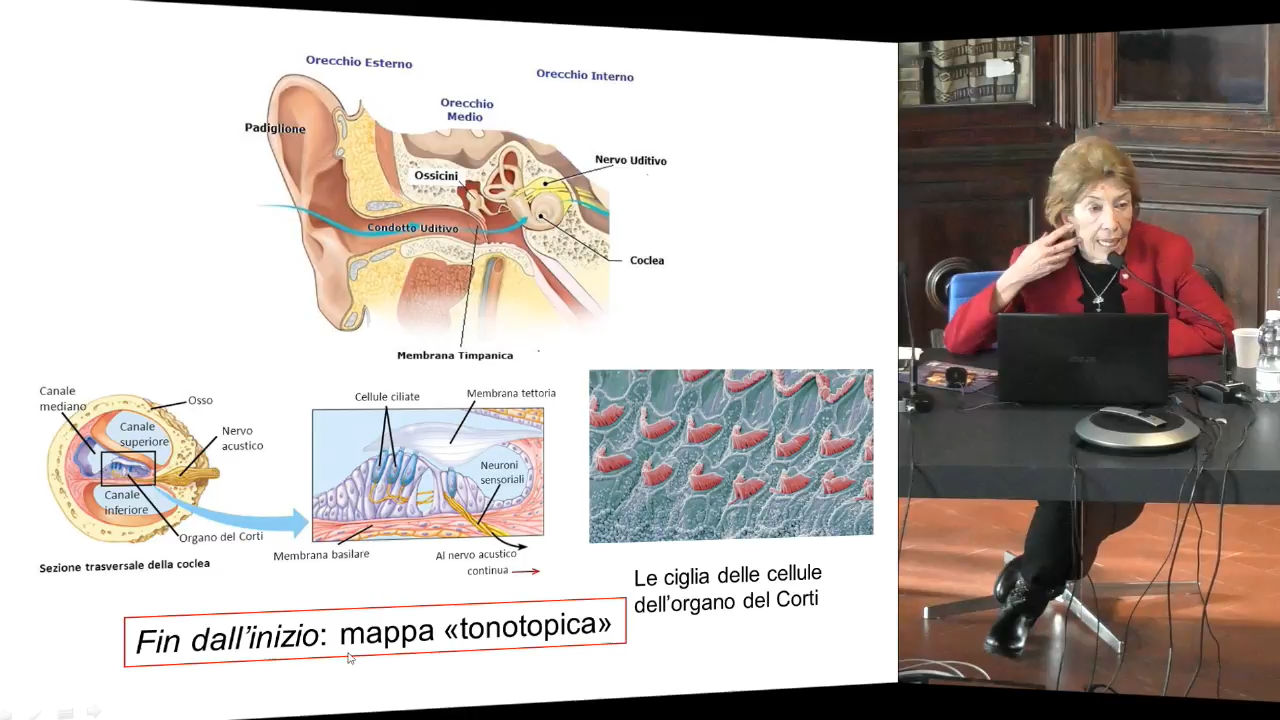 Orecchio Esterno
Orecchio Interno
Orecchio
Medio
Padiglione
Nervo Uditivo
Ossicini
Condotto Uditivo
Coclea
Membrana Timpanica
Canale
mediano
Osso
Canale
superiore
Nervo
acustico
Canale
inferiore
Organo del Corti
Sezione trasversale della coclea
Cellule ciliate
Membrana tettoria
Neuroni
sensoriali
Membrana basilare
Al nervo acustico
continua
Le ciglia delle cellule
dell'organo del Corti
Fin dall'inizio: mappa «tonotopica»